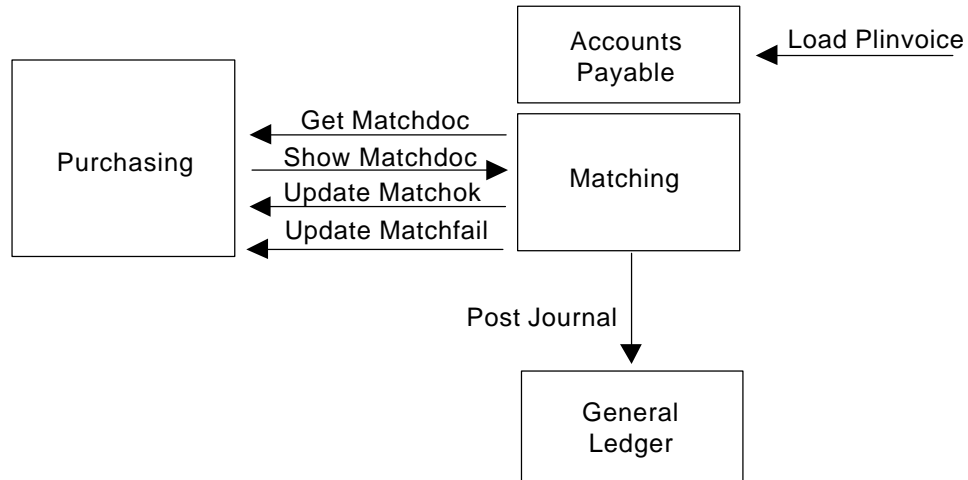 Accounts
Payable
Load Plinvoice
Purchasing
Get Matchdoc
Show Matchdoc
Update Matchok
Update Matchfail
Matching
Post Journal
General
Ledger